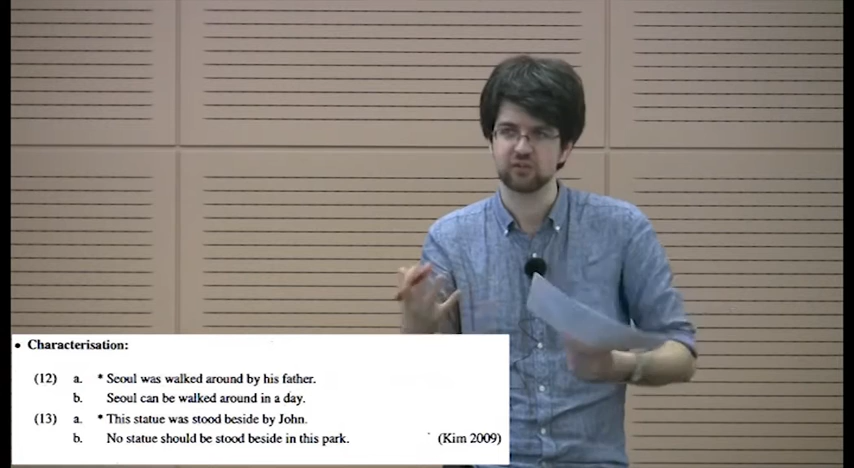 • Characterisation:
(12) a. * Seoul was walked around by his father.
b. Seoul can be walked around in a day.
(13) a. * This statue was stood beside by John.
b. No statue should be stood beside in this park. (Kim 2009)